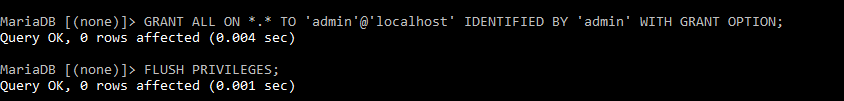 MariaDB [(none)]> GRANT ALL ON *.* TO 'admin'@'localhost' IDENTIFIED BY 'admin' WITH GRANT OPTION;
Query OK, 0 rows affected (0.004 sec)
MariaDB [(none)]> FLUSH PRIVILEGES;
Query OK, 0 rows affected (0.001 sec)